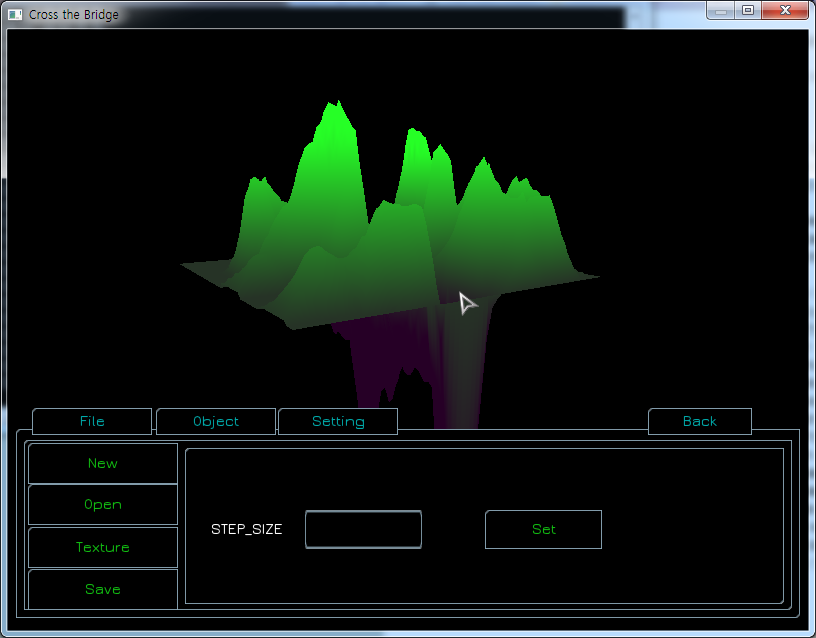 Cross the Bridge
File Object Setting Back
New
Open
Texture
Save
STEP_SIZE Set